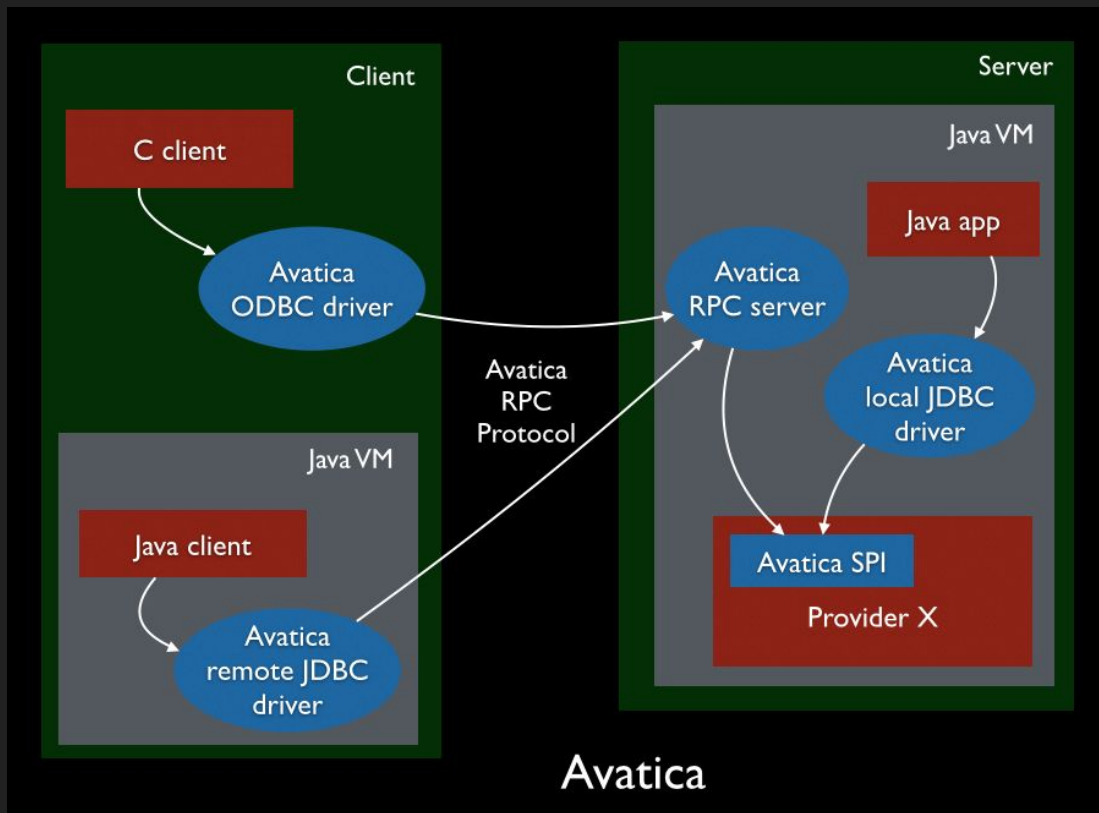 Client
C client
Avatica
ODBC driver
Java VM
Java client
Avatica
remote JDBC
driver
Avatica
RPC
Protocol
Server
Java VM
Java app
Avatica
RPC server
Avatica
local JDBC
driver
Avatica SPI
Provider X
Avatica